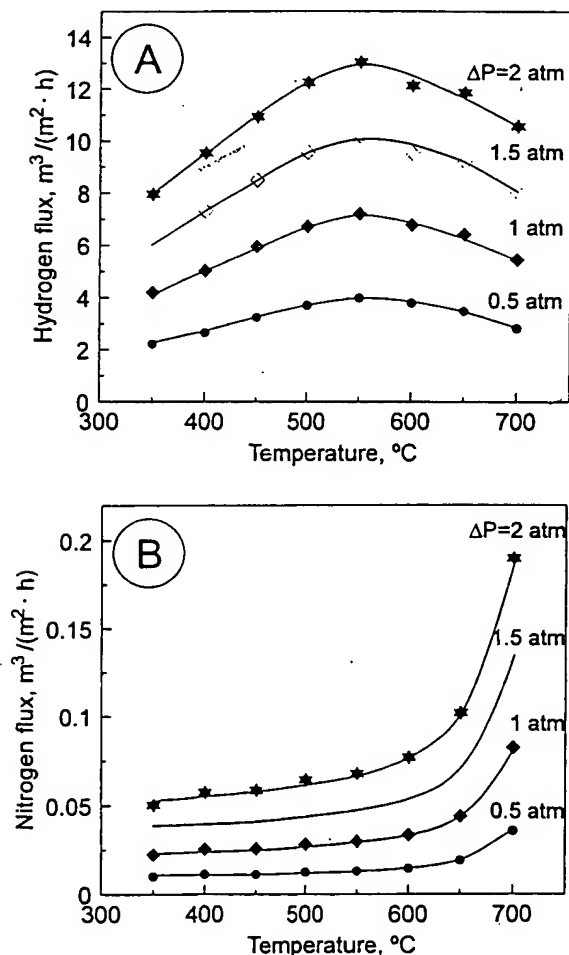 A
Hydrogen flux, m³/(m²· h)
14
12
10
8
6
4
2
0
ΔP=2 atm
1.5 atm
1 atm
0.5 atm
300 400 500 600 700
Temperature, ºC
B
Nitrogen flux, m³/(m²· h)
0.2
0.15
0.1
0.05
0
ΔP=2 atm
1.5 atm
1 atm
0.5 atm
300 400 500 600 700
Temperature, ºC